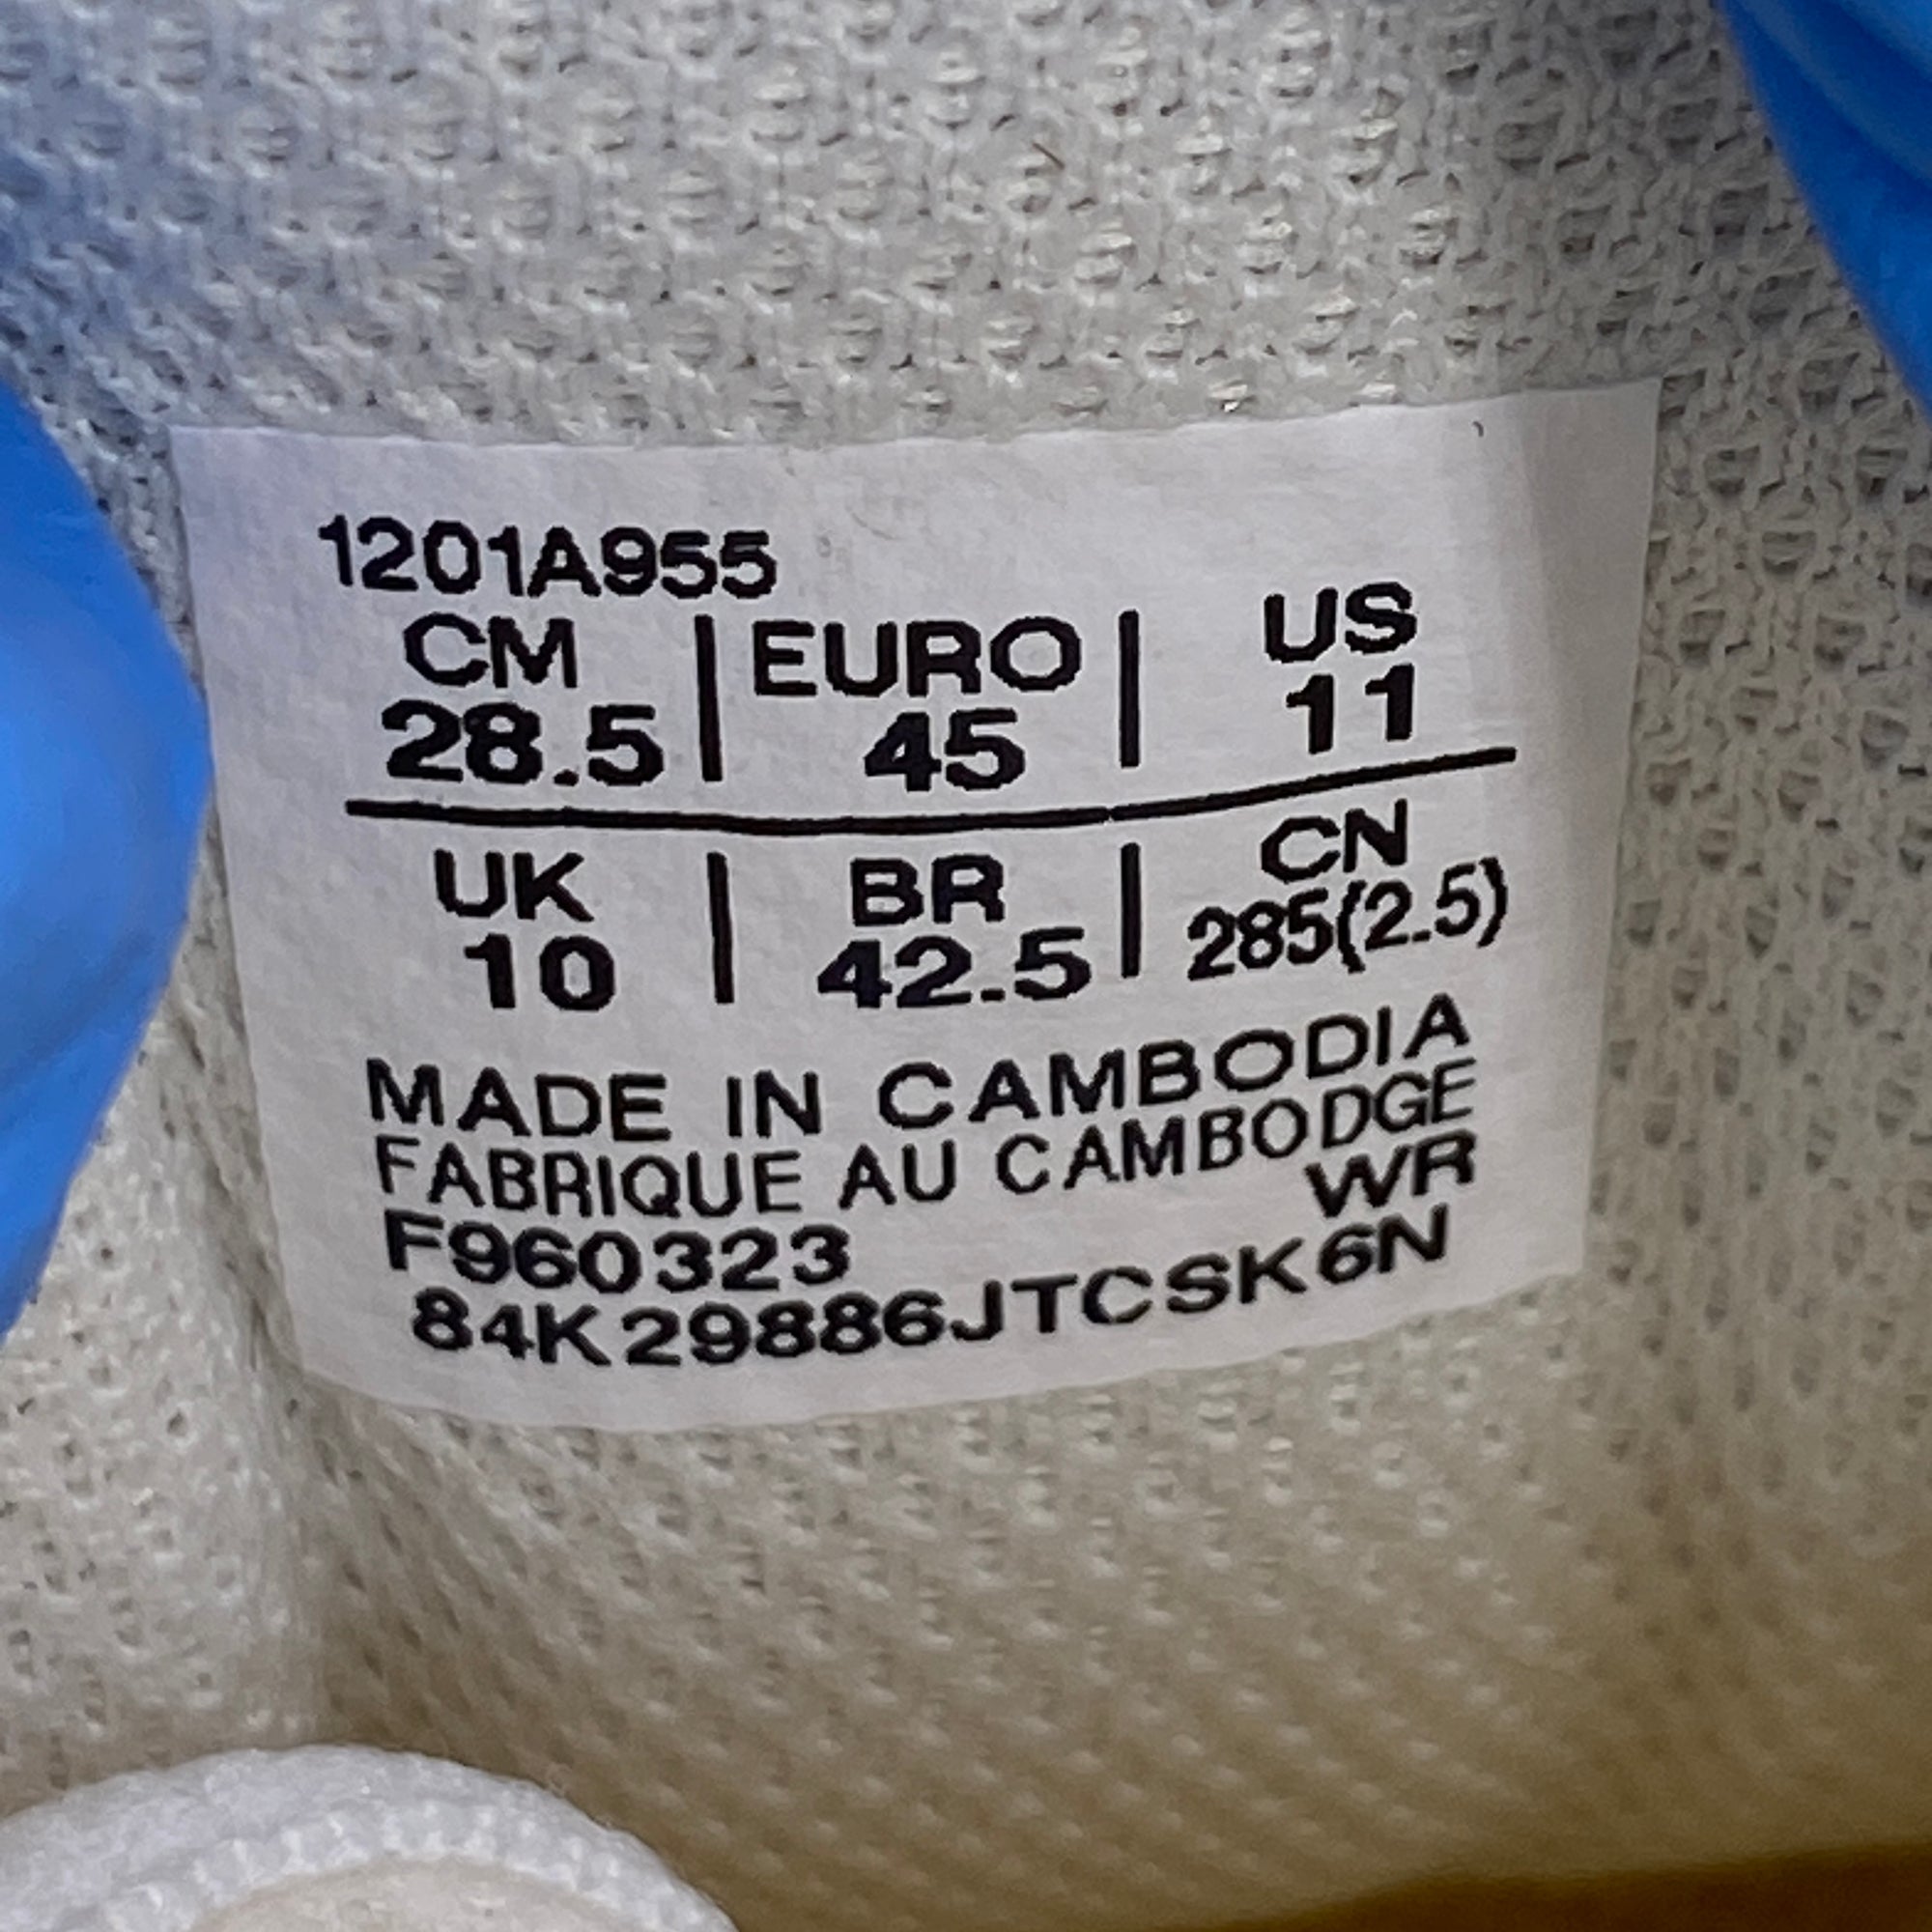 1201A955
CM | EURO | US
28.5 | 45 | 11
UK | BR | CN
10 | 42.5 | 285(2.5)
MADE IN CAMBODIA
FABRIQUE AU CAMBODGE
WR
F960323
84K29886JTCSK6N